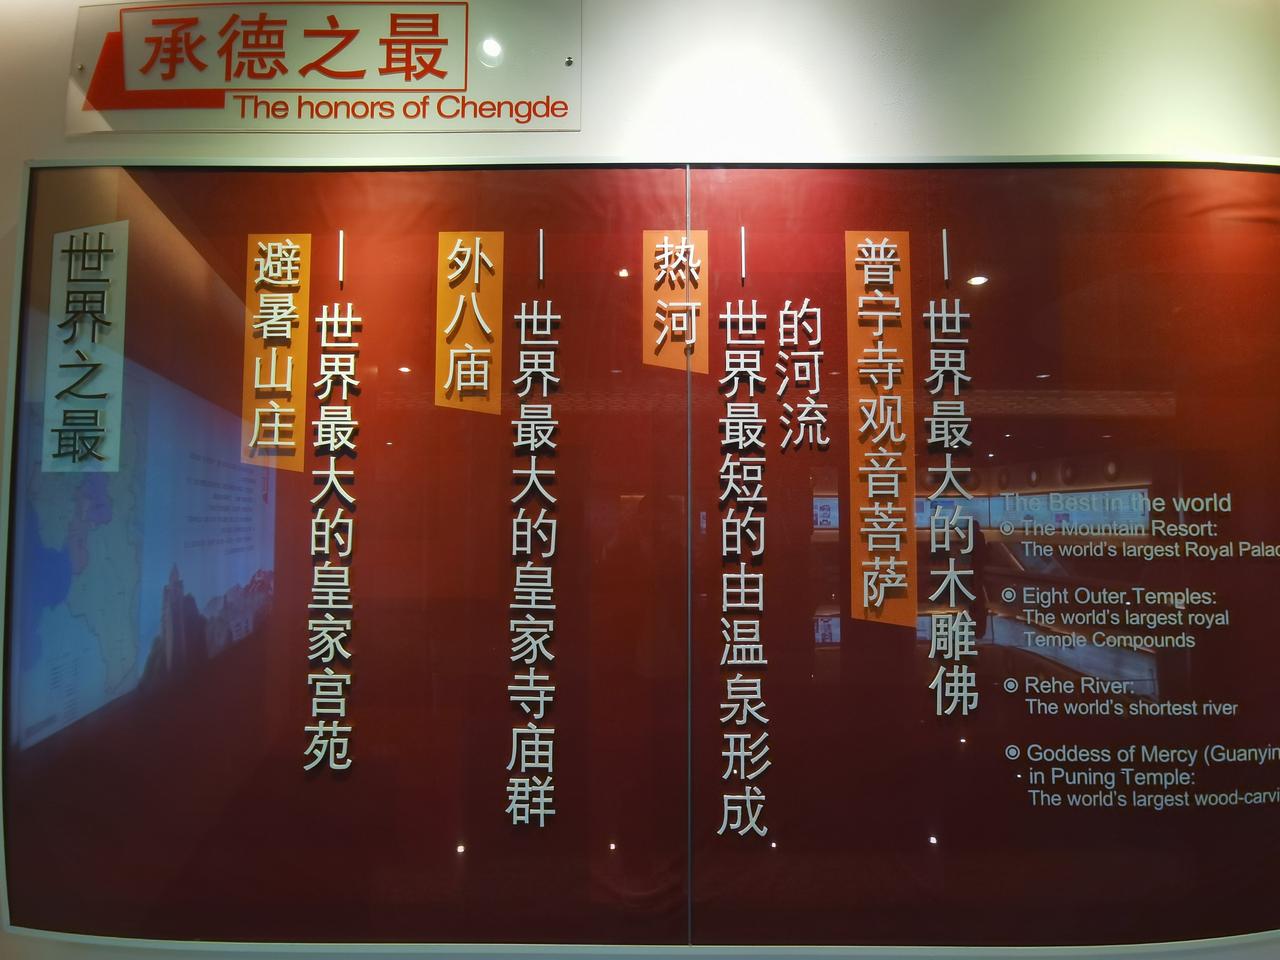 承德之最
The honors of Chengde
世界之最
避暑山庄
—世界最大的皇家宫苑
外八庙
—世界最大的皇家寺庙群
热河
—世界最短的由温泉形成
的河流
普宁寺观音菩萨
—世界最大的木雕佛
The Best in the world
◉ The Mountain Resort:
The world's largest Royal Palac
◉ Eight Outer Temples:
The world's largest royal
Temple Compounds
◉ Rehe River:
The world's shortest river
◉ Goddess of Mercy (Guanyin
in Puning Temple:
The world's largest wood-carvi